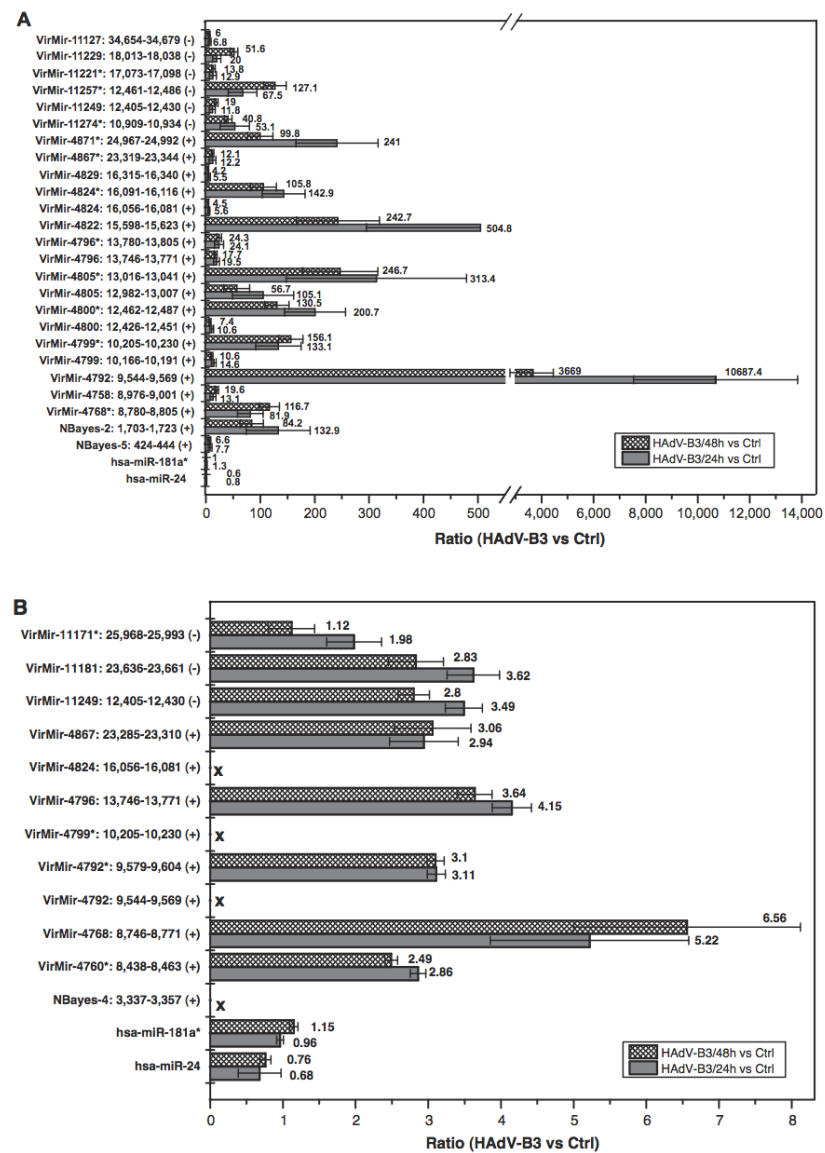 A
VirMir-11127: 34,654-34,679 (-) 6 6.8
VirMir-11229: 18,013-18,038 (-) 51.6 20
VirMir-11221*: 17,073-17,098 (-) 13.8 12.9
VirMir-11257*: 12,461-12,486 (-) 127.1 67.5
VirMir-11249: 12,405-12,430 (-) 19 11.8
VirMir-11274*: 10,909-10,934 (-) 40.8 53.1
VirMir-4871*: 24,967-24,992 (+) 99.8 241
VirMir-4867*: 23,319-23,344 (+) 12.1 12.2
VirMir-4829: 16,315-16,340 (+) 4.2 5.5
VirMir-4824*: 16,091-16,116 (+) 105.8 142.9
VirMir-4824: 16,056-16,081 (+) 4.5 5.6
VirMir-4822: 15,598-15,623 (+) 242.7 504.8
VirMir-4796*: 13,780-13,805 (+) 24.3 24.1
VirMir-4796: 13,746-13,771 (+) 17.7 19.5
VirMir-4805*: 13,016-13,041 (+) 246.7 313.4
VirMir-4805: 12,982-13,007 (+) 56.7 105.1
VirMir-4800*: 12,462-12,487 (+) 130.5 200.7
VirMir-4800: 12,426-12,451 (+) 7.4 10.6
VirMir-4799*: 10,205-10,230 (+) 156.1 133.1
VirMir-4799: 10,166-10,191 (+) 10.6 14.6
VirMir-4792: 9,544-9,569 (+) 3669 10687.4
VirMir-4758: 8,976-9,001 (+) 19.6 13.1
VirMir-4768*: 8,780-8,805 (+) 116.7 81.9
NBayes-2: 1,703-1,723 (+) 84.2 132.9
NBayes-5: 424-444 (+) 6.6 7.7
hsa-miR-181a* 1 1.3
hsa-miR-24 0.6 0.8
HAdV-B3/48h vs Ctrl
HAdV-B3/24h vs Ctrl
0 100 200 300 400 500 4,000 6,000 8,000 10,000 12,000 14,000
Ratio (HAdV-B3 vs Ctrl)
B
VirMir-11171*: 25,968-25,993 (-) 1.12 1.98
VirMir-11181: 23,636-23,661 (-) 2.83 3.62
VirMir-11249: 12,405-12,430 (-) 2.8 3.49
VirMir-4867: 23,285-23,310 (+) 3.06 2.94
VirMir-4824: 16,056-16,081 (+) x
VirMir-4796: 13,746-13,771 (+) 3.64 4.15
VirMir-4799*: 10,205-10,230 (+) x
VirMir-4792*: 9,579-9,604 (+) 3.1 3.11
VirMir-4792: 9,544-9,569 (+) x
VirMir-4768: 8,746-8,771 (+) 6.56 5.22
VirMir-4760*: 8,438-8,463 (+) 2.49 2.86
NBayes-4: 3,337-3,357 (+) x
hsa-miR-181a* 1.15 0.96
hsa-miR-24 0.76 0.68
HAdV-B3/48h vs Ctrl
HAdV-B3/24h vs Ctrl
0 1 2 3 4 5 6 7 8
Ratio (HAdV-B3 vs Ctrl)